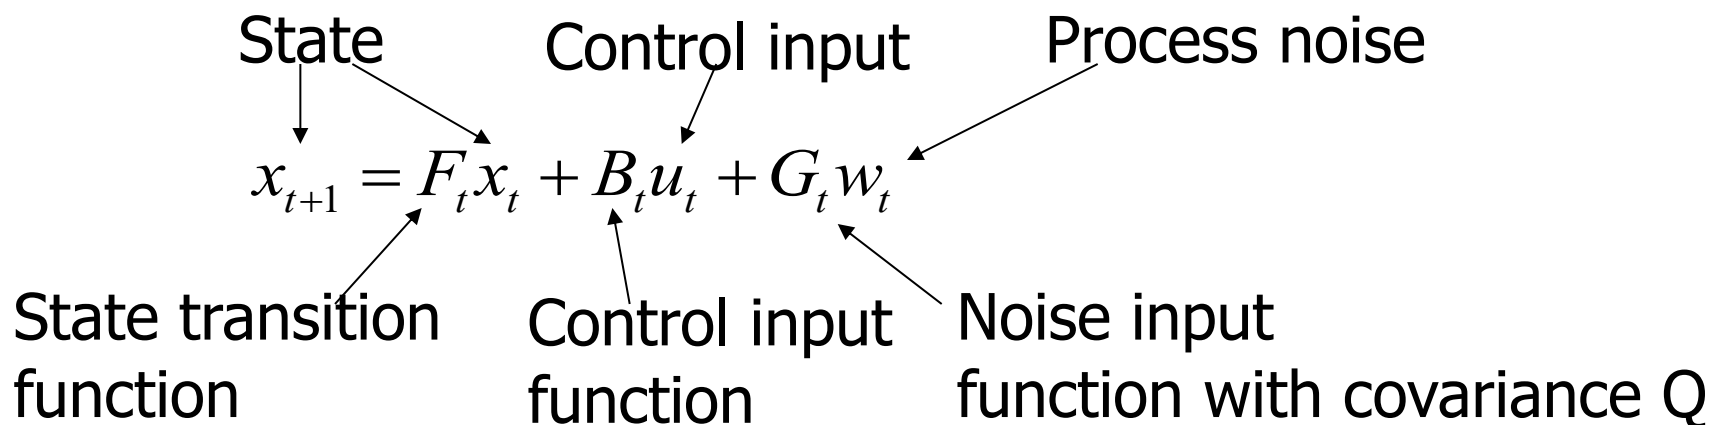 State Control input Process noise
x_{t+1} = F_t x_t + B_t u_t + G_t w_t
State transition function
Control input function
Noise input function with covariance Q